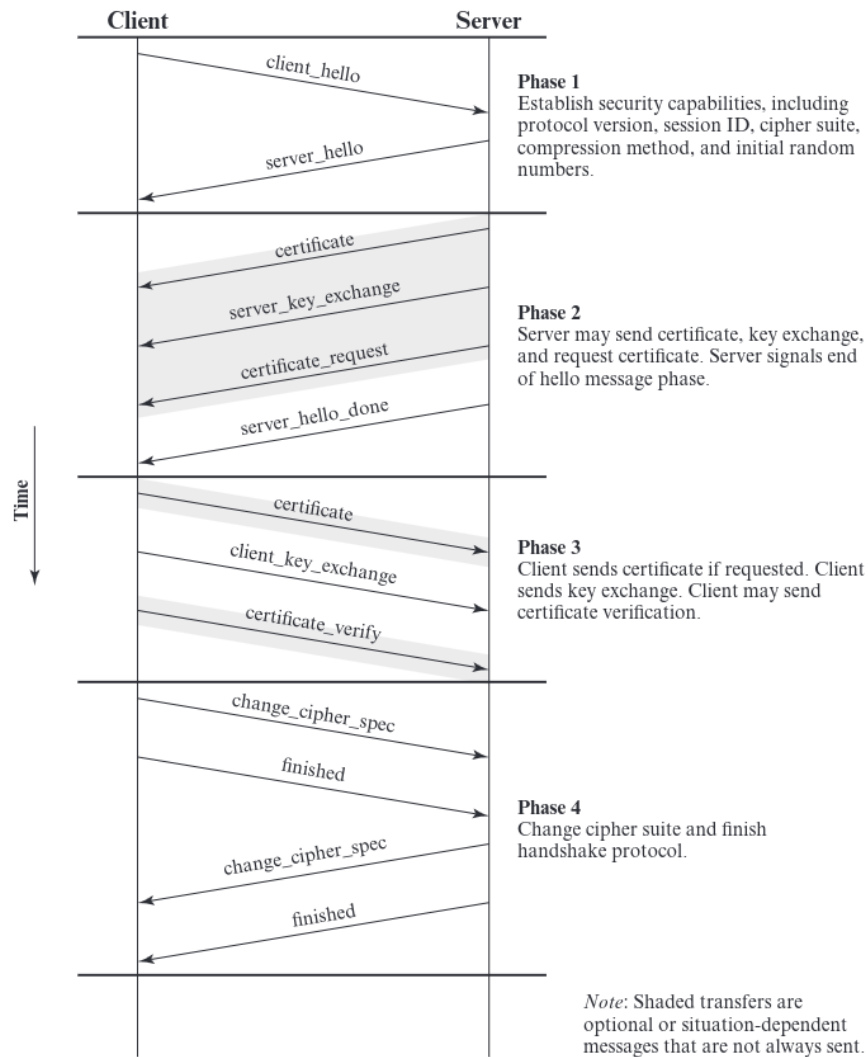 Client
Server
client_hello
server_hello
Phase 1
Establish security capabilities, including
protocol version, session ID, cipher suite,
compression method, and initial random
numbers.
certificate
server_key_exchange
certificate_request
server_hello_done
Phase 2
Server may send certificate, key exchange,
and request certificate. Server signals end
of hello message phase.
Time
certificate
client_key_exchange
certificate_verify
Phase 3
Client sends certificate if requested. Client
sends key exchange. Client may send
certificate verification.
change_cipher_spec
finished
change_cipher_spec
finished
Phase 4
Change cipher suite and finish
handshake protocol.
Note: Shaded transfers are
optional or situation-dependent
messages that are not always sent.